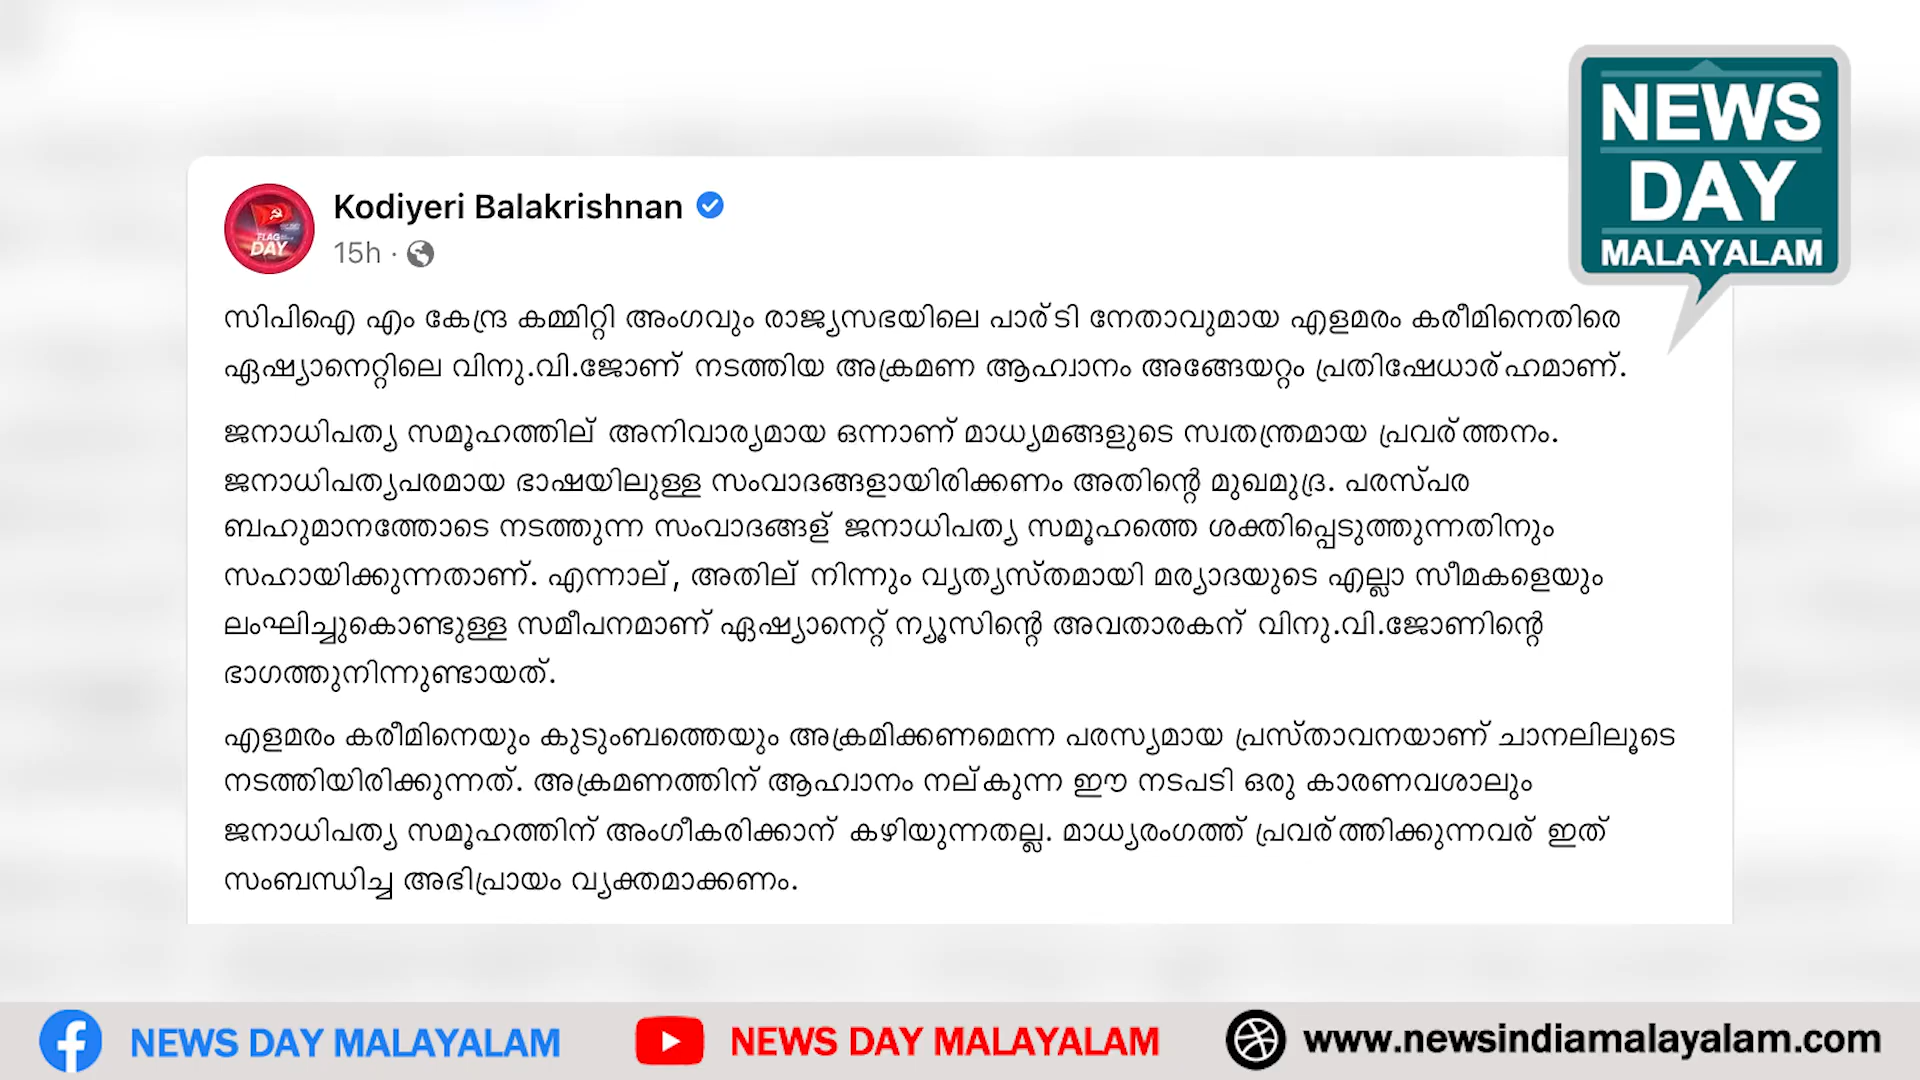 NEWS
DAY
MALAYALAM
Kodiyeri Balakrishnan
15h ·
FLAG
DAY
സിപിഐ എം കേന്ദ്ര കമ്മിറ്റി അംഗവും രാജ്യസഭയിലെ പാര്‌ടി നേതാവുമായ എളമരം കരീമിനെതിരെ
ഏഷ്യാനെറ്റിലെ വിനു.വി.ജോണ് നടത്തിയ അക്രമണ ആഹ്വാനം അങ്ങേയറ്റം പ്രതിഷേധാര്‌ഹമാണ്.
ജനാധിപത്യ സമൂഹത്തില് അനിവാര്യമായ ഒന്നാണ് മാധ്യമങ്ങളുടെ സ്വതന്ത്രമായ പ്രവര്‌ത്തനം.
ജനാധിപത്യപരമായ ഭാഷയിലുള്ള സംവാദങ്ങളായിരിക്കണം അതിന്റെ മുഖമുദ്ര. പരസ്പര
ബഹുമാനത്തോടെ നടത്തുന്ന സംവാദങ്ങള് ജനാധിപത്യ സമൂഹത്തെ ശക്തിപ്പെടുത്തുന്നതിനും
സഹായിക്കുന്നതാണ്. എന്നാല്, അതില് നിന്നും വ്യത്യസ്തമായി മര്യാദയുടെ എല്ലാ സീമകളെയും
ലംഘിച്ചുകൊണ്ടുള്ള സമീപനമാണ് ഏഷ്യാനെറ്റ് ന്യൂസിന്റെ അവതാരകന് വിനു.വി.ജോണിന്റെ
ഭാഗത്തുനിന്നുണ്ടായത്.
എളമരം കരീമിനെയും കുടുംബത്തെയും അക്രമിക്കണമെന്ന പരസ്യമായ പ്രസ്താവനയാണ് ചാനലിലൂടെ
നടത്തിയിരിക്കുന്നത്. അക്രമണത്തിന് ആഹ്വാനം നല്‌കുന്ന ഈ നടപടി ഒരു കാരണവശാലും
ജനാധിപത്യ സമൂഹത്തിന് അംഗീകരിക്കാന് കഴിയുന്നതല്ല. മാധ്യരംഗത്ത് പ്രവര്‌ത്തിക്കുന്നവര് ഇത്
സംബന്ധിച്ച അഭിപ്രായം വ്യക്തമാക്കണം.
NEWS DAY MALAYALAM
NEWS DAY MALAYALAM
www.newsindiamalayalam.com